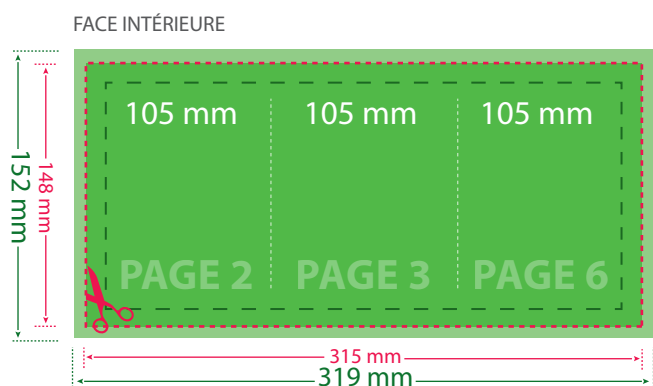 FACE INTÉRIEURE
105 mm 105 mm 105 mm
152 mm
148 mm
PAGE 2 PAGE 3 PAGE 6
315 mm
319 mm